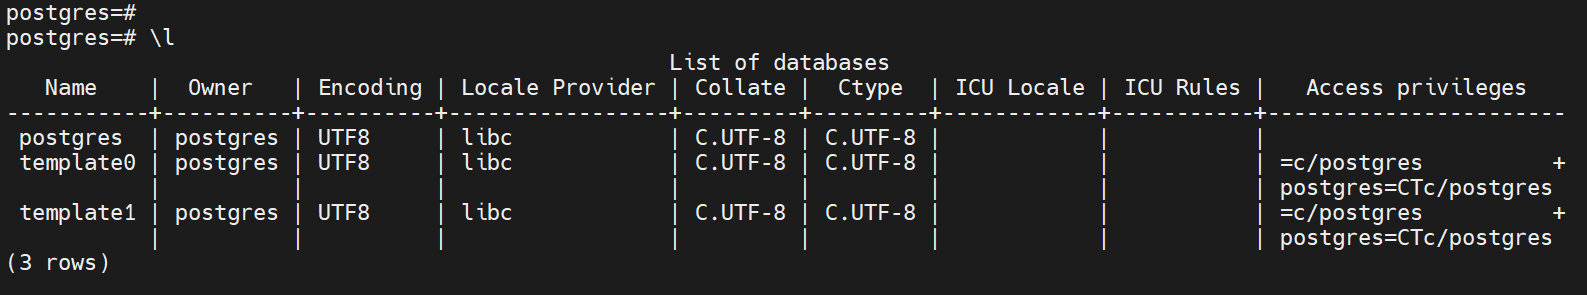 postgres=#
postgres=# \l
                                                   List of databases
   Name    |  Owner   | Encoding | Locale Provider | Collate |  Ctype  | ICU Locale | ICU Rules |   Access privileges
-----------+----------+----------+-----------------+---------+---------+------------+-----------+-----------------------
 postgres  | postgres | UTF8     | libc            | C.UTF-8 | C.UTF-8 |            |           |
 template0 | postgres | UTF8     | libc            | C.UTF-8 | C.UTF-8 |            |           | =c/postgres          +
           |          |          |                 |         |         |            |           | postgres=CTc/postgres
 template1 | postgres | UTF8     | libc            | C.UTF-8 | C.UTF-8 |            |           | =c/postgres          +
           |          |          |                 |         |         |            |           | postgres=CTc/postgres
(3 rows)